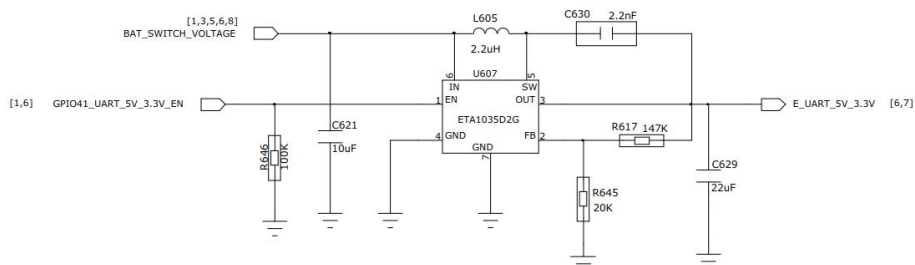 [1,3,5,6,8]
BAT_SWITCH_VOLTAGE
L605
2.2uH
C630
2.2nF
U607
6
IN
5
SW
[1,6]
GPIO41_UART_5V_3.3V_EN
1
EN
OUT
3
E_UART_5V_3.3V
[6,7]
ETA1035D2G
C621
10uF
4
GND
FB
2
R617
147K
GND
7
R646
100K
C629
22uF
R645
20K